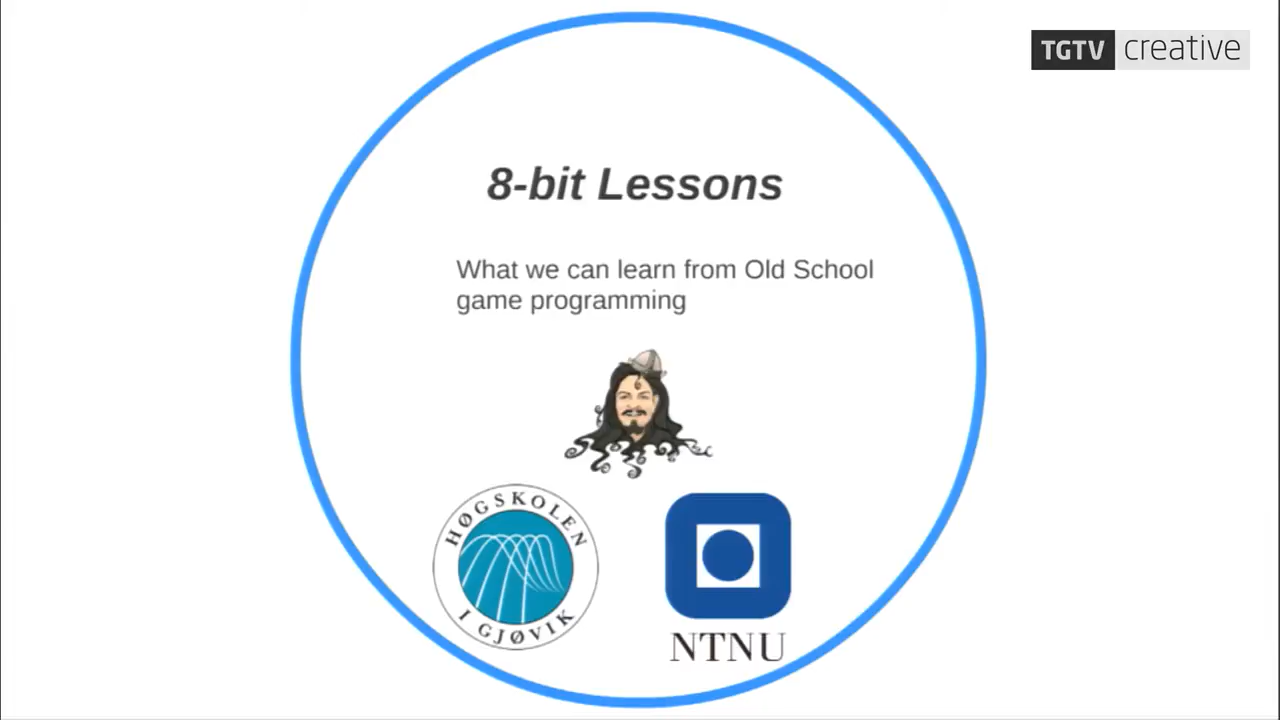 TGTV creative
8-bit Lessons
What we can learn from Old School
game programming
HØGSKOLEN
I GJØVIK
NTNU